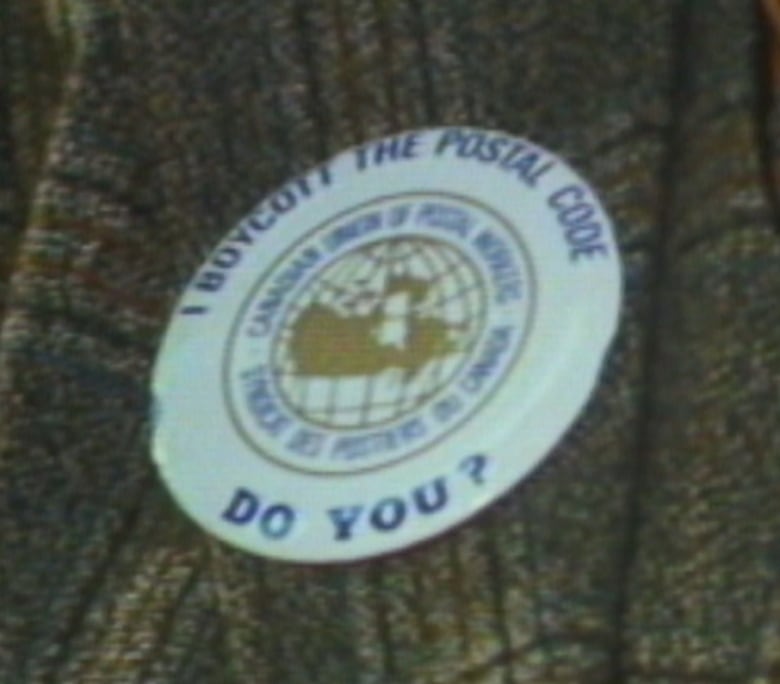 I BOYCOTT THE POSTAL CODE
CANADIAN UNION OF POSTAL WORKERS
SYNDICAT DES POSTIERS DU CANADA
DO YOU?